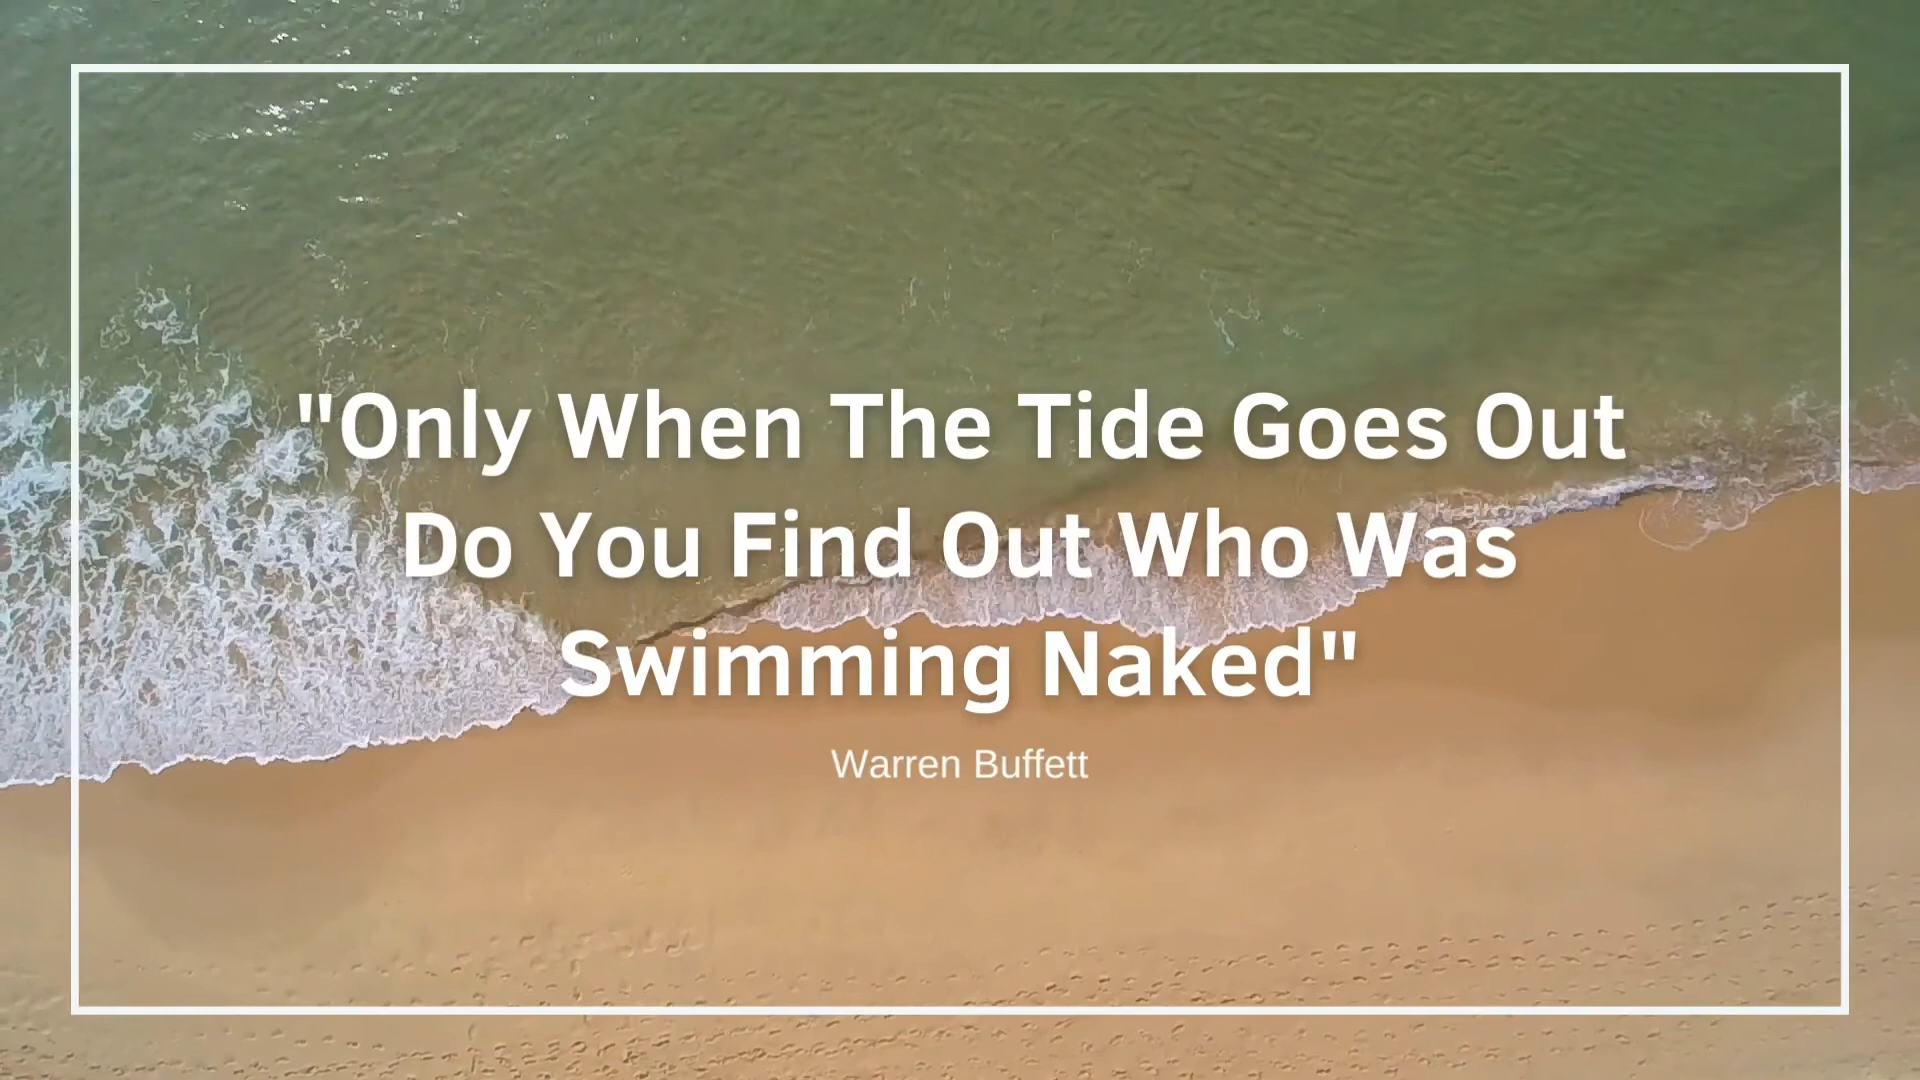 "Only When The Tide Goes Out
Do You Find Out Who Was
Swimming Naked"
Warren Buffett